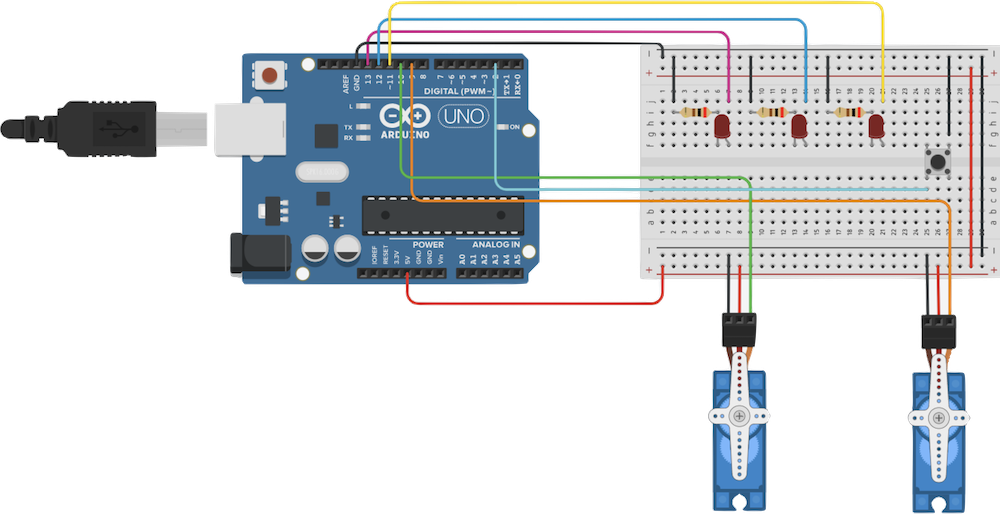 AREF
GND
13
12
~11
10
9
8
7
~6
~5
4
~3
2
TX→1
RX←0
DIGITAL (PWM~)
L
TX
RX
ARDUINO
UNO
ON
IOREF
RESET
3.3V
5V
GND
GND
Vin
POWER
ANALOG IN
A0
A1
A2
A3
A4
A5
j
i
h
g
f
e
d
c
b
a